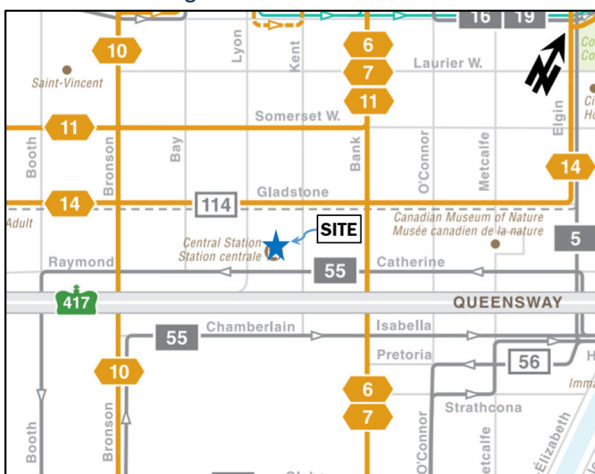 16
19
10
6
7
11
Lyon
Kent
Laurier W.
Saint-Vincent
Somerset W.
11
Booth
Bronson
Bay
Bank
O'Connor
Metcalfe
Elgin
14
14
114
Gladstone
Adult
SITE
Central Station
Station centrale
Canadian Museum of Nature
Musée canadien de la nature
5
Raymond
55
Catherine
417
QUEENSWAY
55
Chamberlain
Isabella
Pretoria
56
10
6
7
Strathcona
Booth
Bronson
O'Connor
etcalfe
Élizabeth